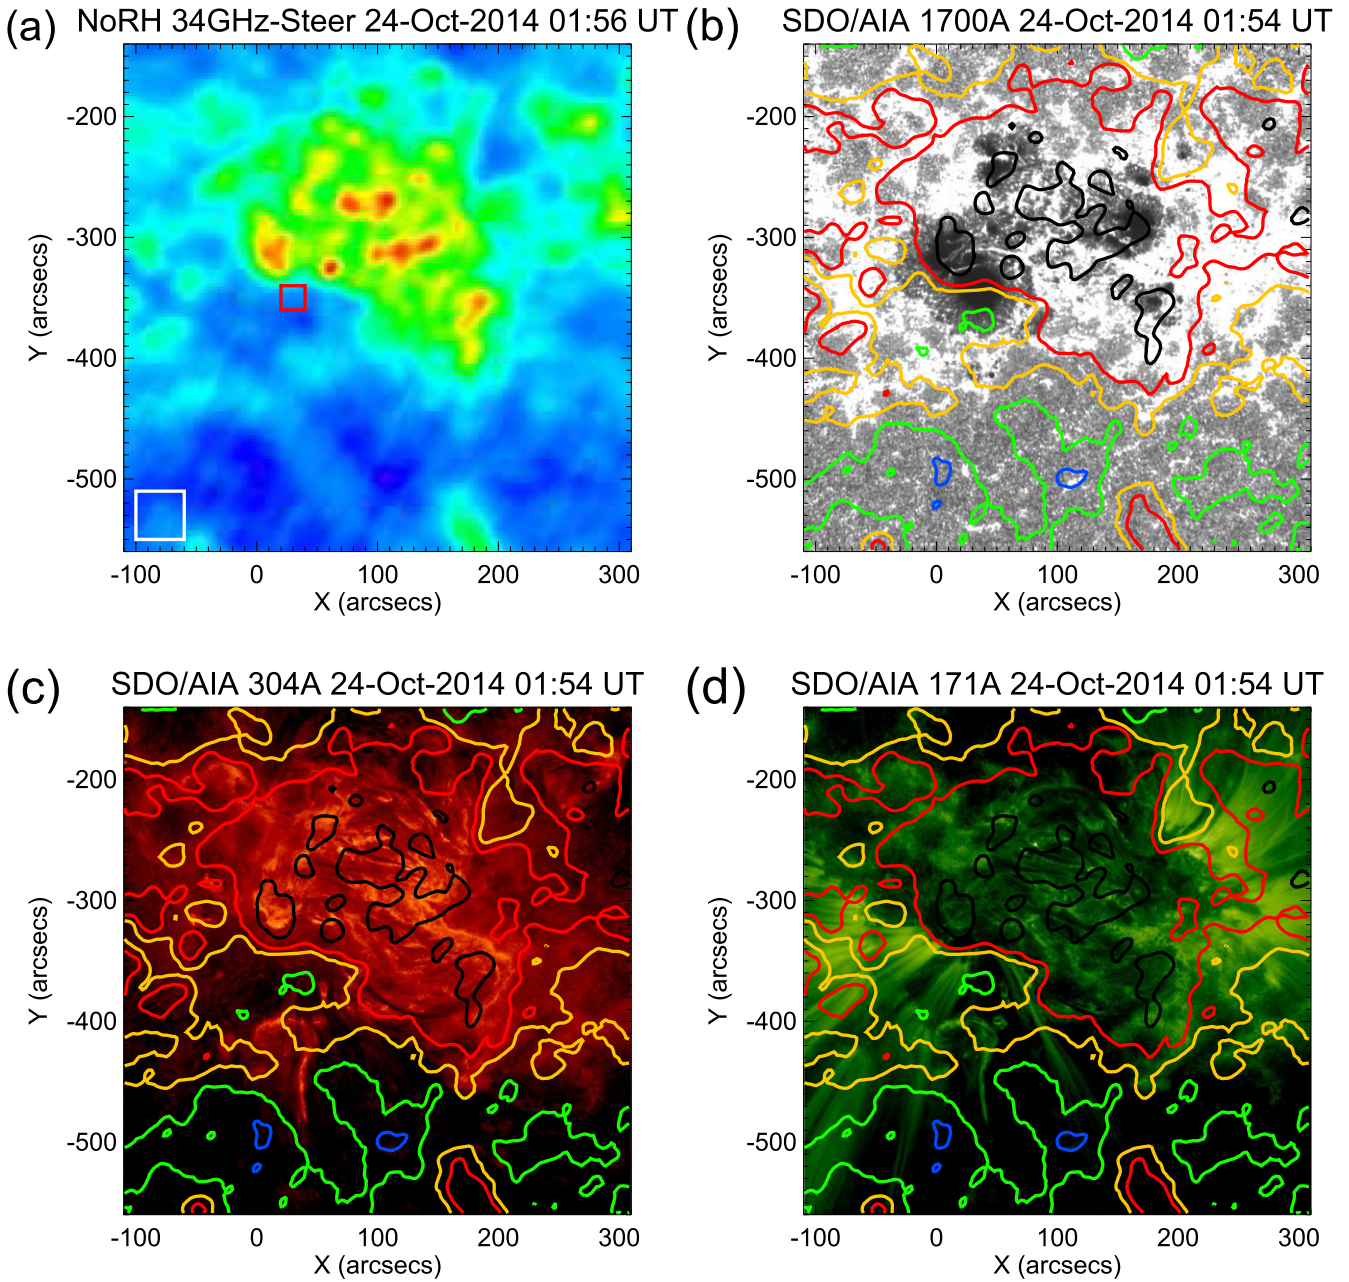 (a) NoRH 34GHz-Steer 24-Oct-2014 01:56 UT
-200
-300
-400
-500
Y (arcsecs)
-100 0 100 200 300
X (arcsecs)
(b) SDO/AIA 1700A 24-Oct-2014 01:54 UT
-200
-300
-400
-500
Y (arcsecs)
-100 0 100 200 300
X (arcsecs)
(c) SDO/AIA 304A 24-Oct-2014 01:54 UT
-200
-300
-400
-500
Y (arcsecs)
-100 0 100 200 300
X (arcsecs)
(d) SDO/AIA 171A 24-Oct-2014 01:54 UT
-200
-300
-400
-500
Y (arcsecs)
-100 0 100 200 300
X (arcsecs)